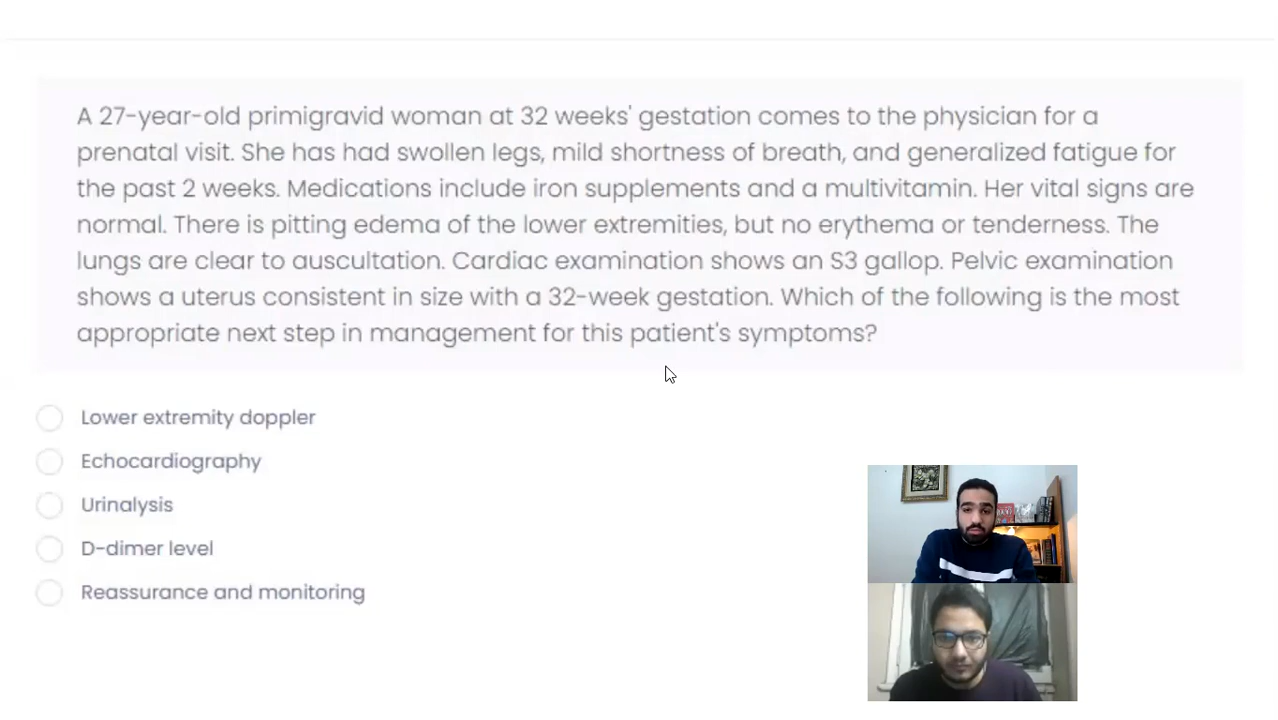 A 27-year-old primigravid woman at 32 weeks' gestation comes to the physician for a
prenatal visit. She has had swollen legs, mild shortness of breath, and generalized fatigue for
the past 2 weeks. Medications include iron supplements and a multivitamin. Her vital signs are
normal. There is pitting edema of the lower extremities, but no erythema or tenderness. The
lungs are clear to auscultation. Cardiac examination shows an S3 gallop. Pelvic examination
shows a uterus consistent in size with a 32-week gestation. Which of the following is the most
appropriate next step in management for this patient's symptoms?
Lower extremity doppler
Echocardiography
Urinalysis
D-dimer level
Reassurance and monitoring